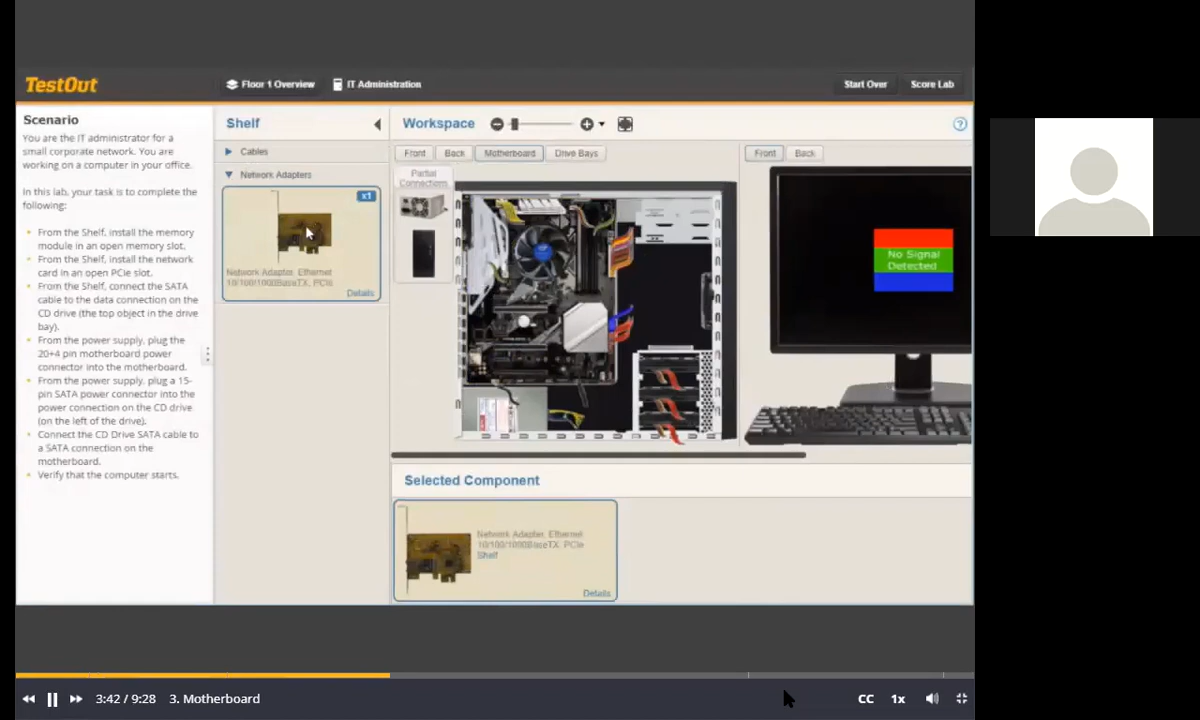 TestOut
Floor 1 Overview
IT Administration
Start Over
Score Lab
Scenario
You are the IT administrator for a
small corporate network. You are
working on a computer in your office.
In this lab, your task is to complete the
following:
From the Shelf, install the memory
module in an open memory slot.
From the Shelf, install the network
card in an open PCIe slot.
From the Shelf, connect the SATA
cable to the data connection on the
CD drive (the top object in the drive
bay).
From the power supply, plug the
20+4 pin motherboard power
connector into the motherboard.
From the power supply, plug a 15-
pin SATA power connector into the
power connection on the CD drive
(on the left of the drive).
Connect the CD Drive SATA cable to
a SATA connection on the
motherboard.
Verify that the computer starts.
Shelf
Cables
Network Adapters
x1
Network Adapter, Ethernet
10/100/1000BaseTX, PCIe
Details
Workspace
Front
Back
Motherboard
Drive Bays
Partial
Connections
Front
Back
No Signal
Detected
Selected Component
Network Adapter, Ethernet
10/100/1000BaseTX, PCIe
Shelf
Details
3:42 / 9:28
3. Motherboard
CC
1x